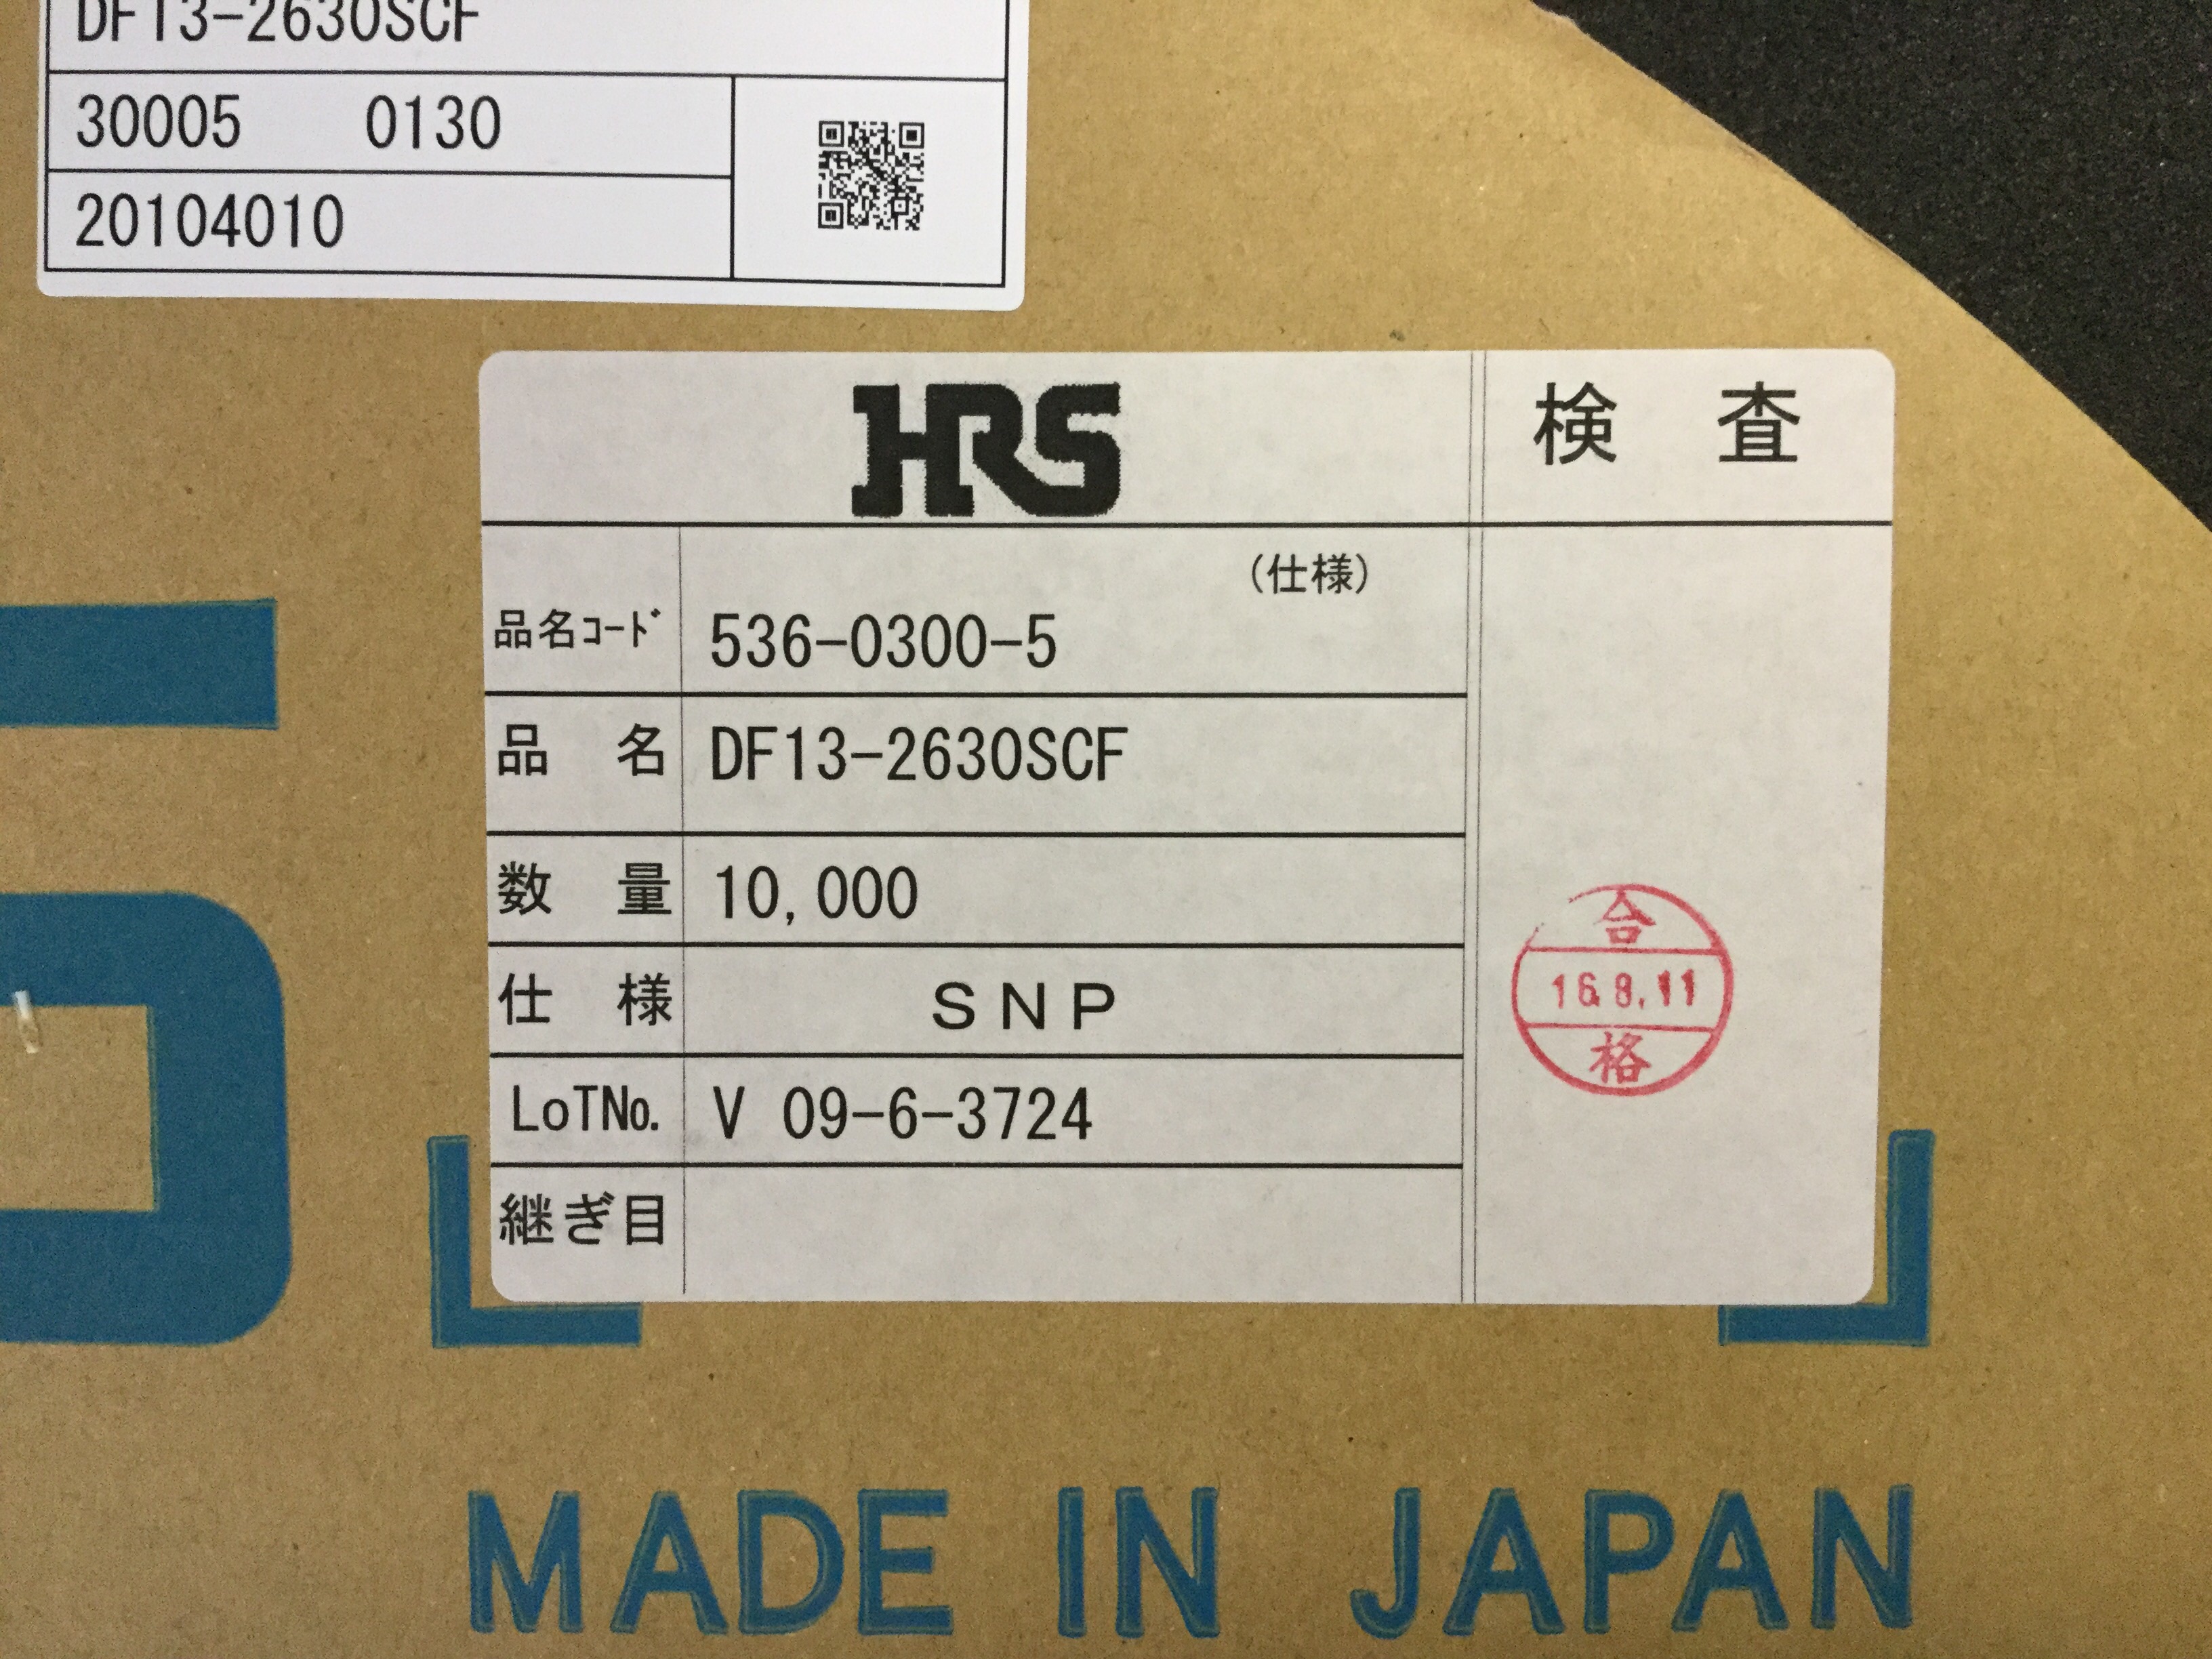 DF13-2630SCF
30005 0130
20104010
HRS
検 査
(仕様)
品名ｺｰﾄﾞ 536-0300-5
品 名 DF13-2630SCF
数 量 10,000
仕 様 SNP
LoTNo. V 09-6-3724
継ぎ目
合
16.9.11
格
MADE IN JAPAN